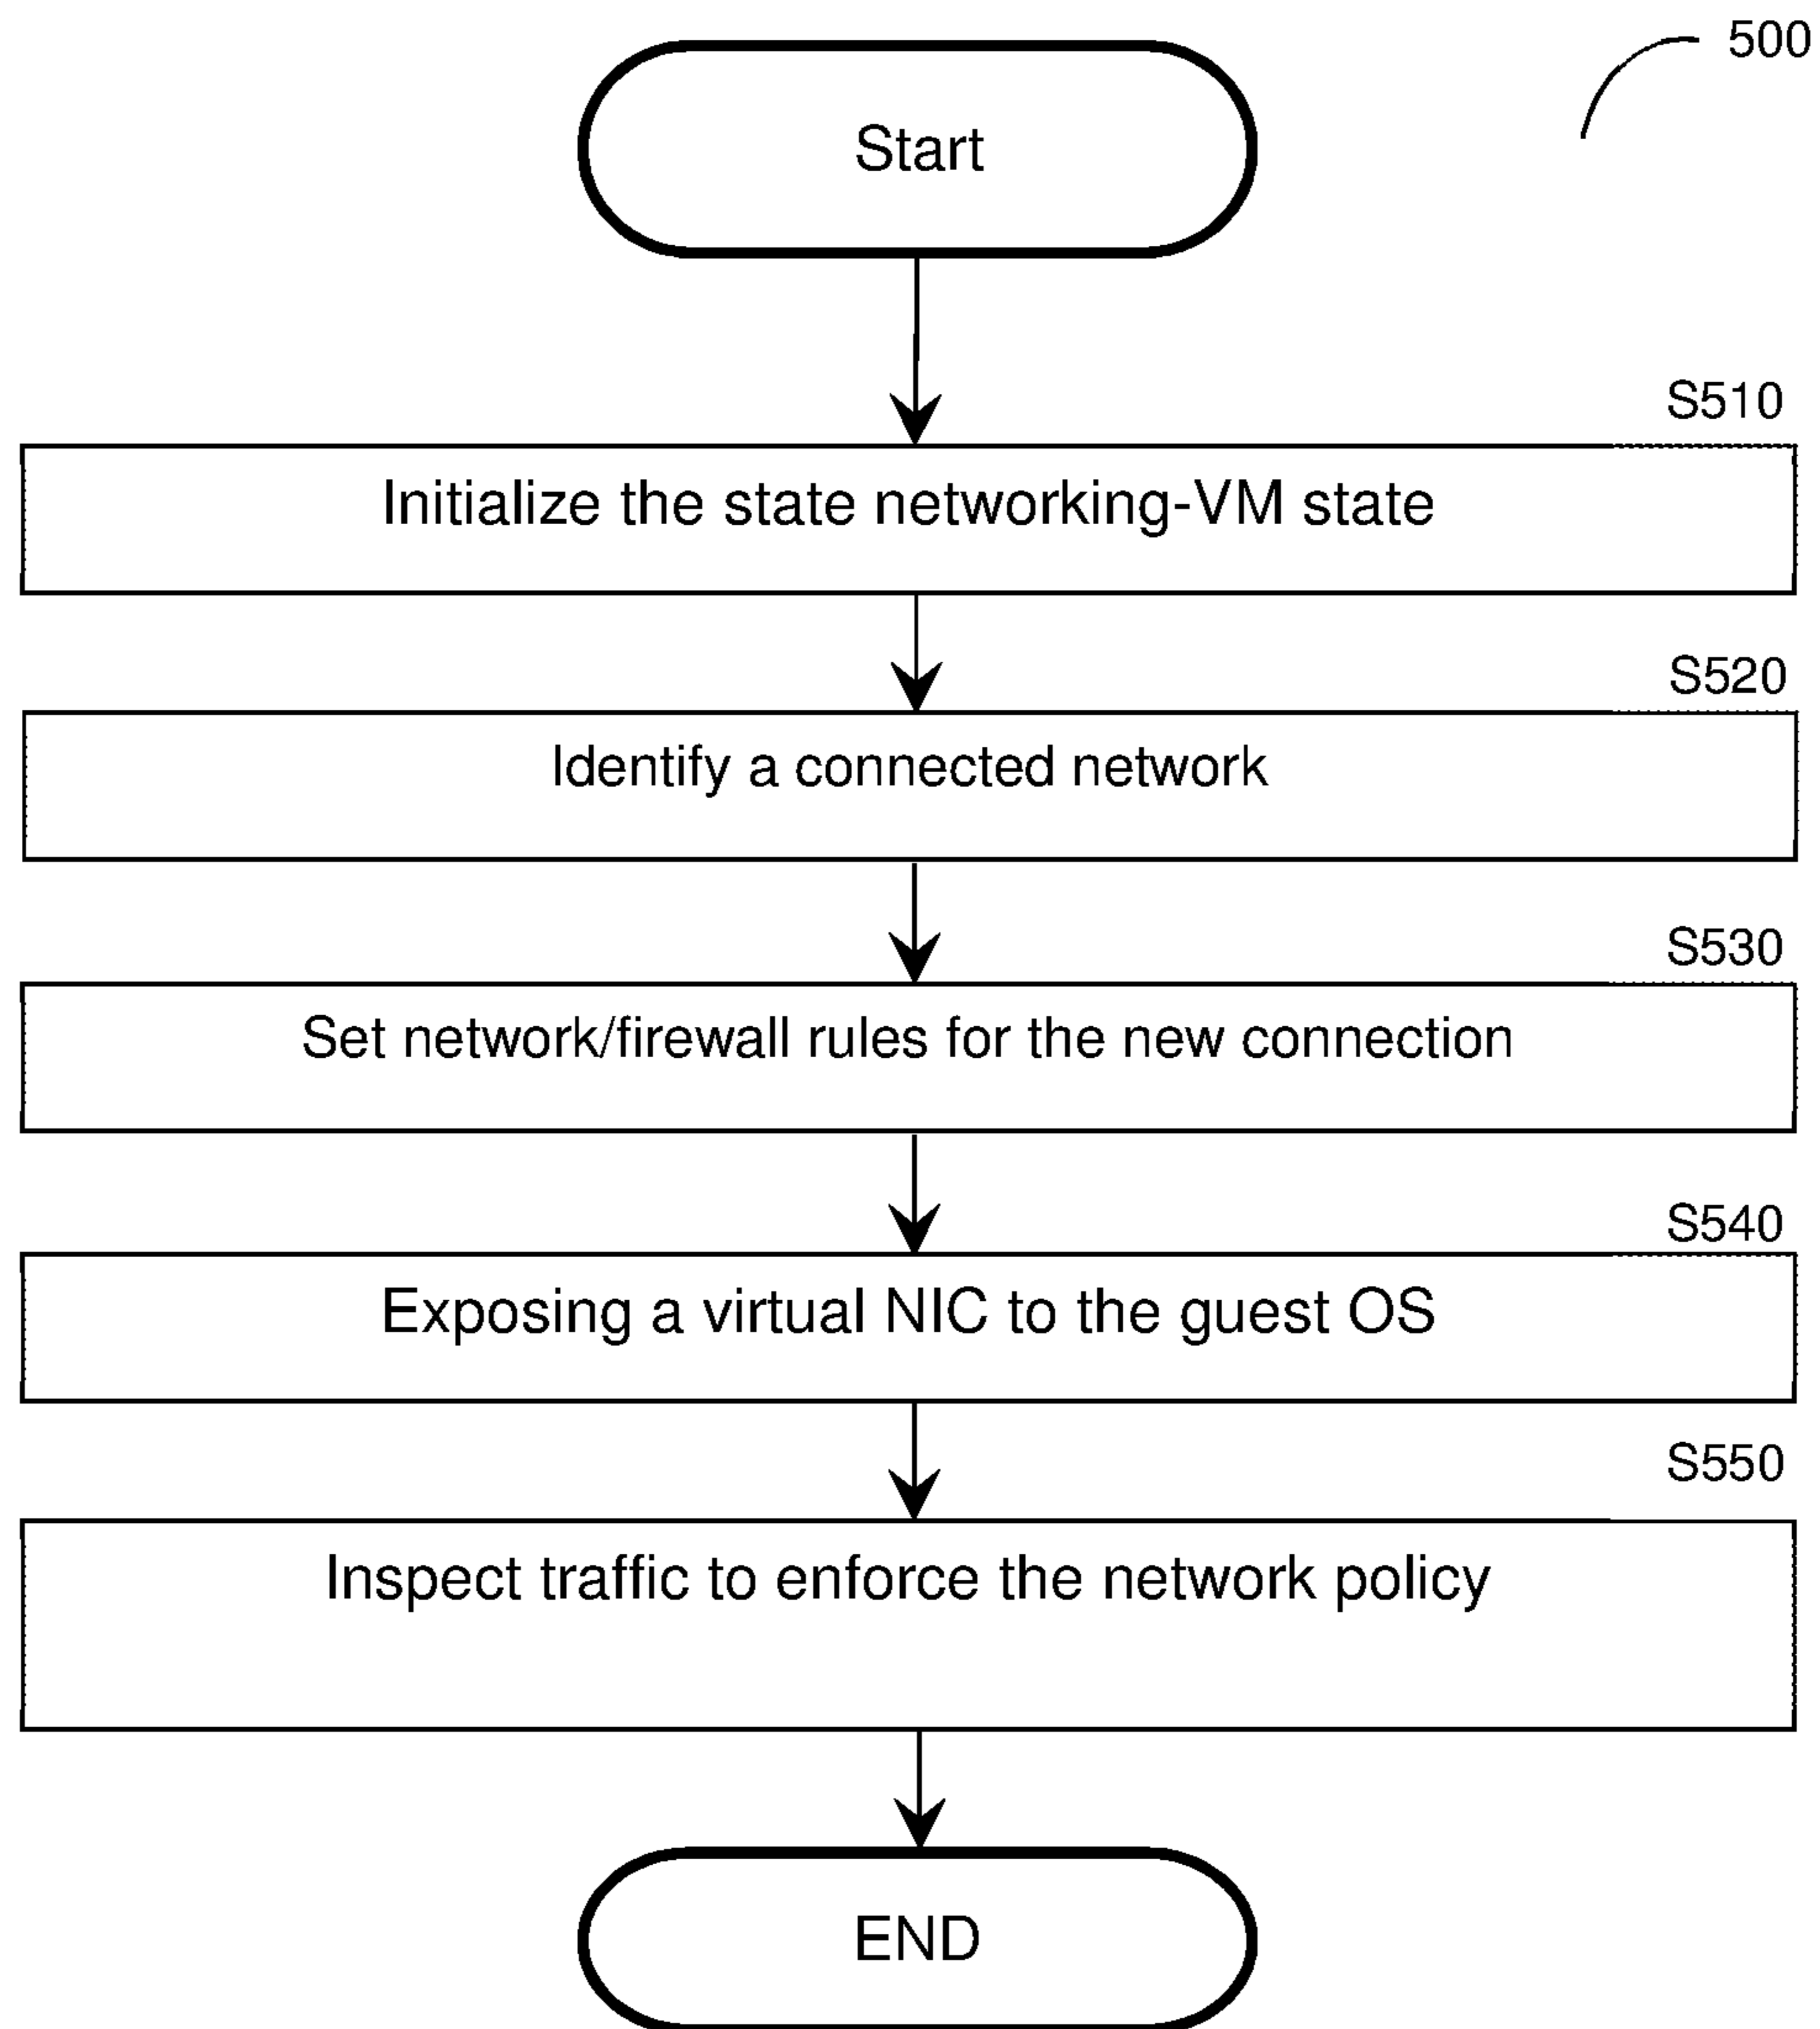 500
Start
S510
Initialize the state networking-VM state
S520
Identify a connected network
S530
Set network/firewall rules for the new connection
S540
Exposing a virtual NIC to the guest OS
S550
Inspect traffic to enforce the network policy
END